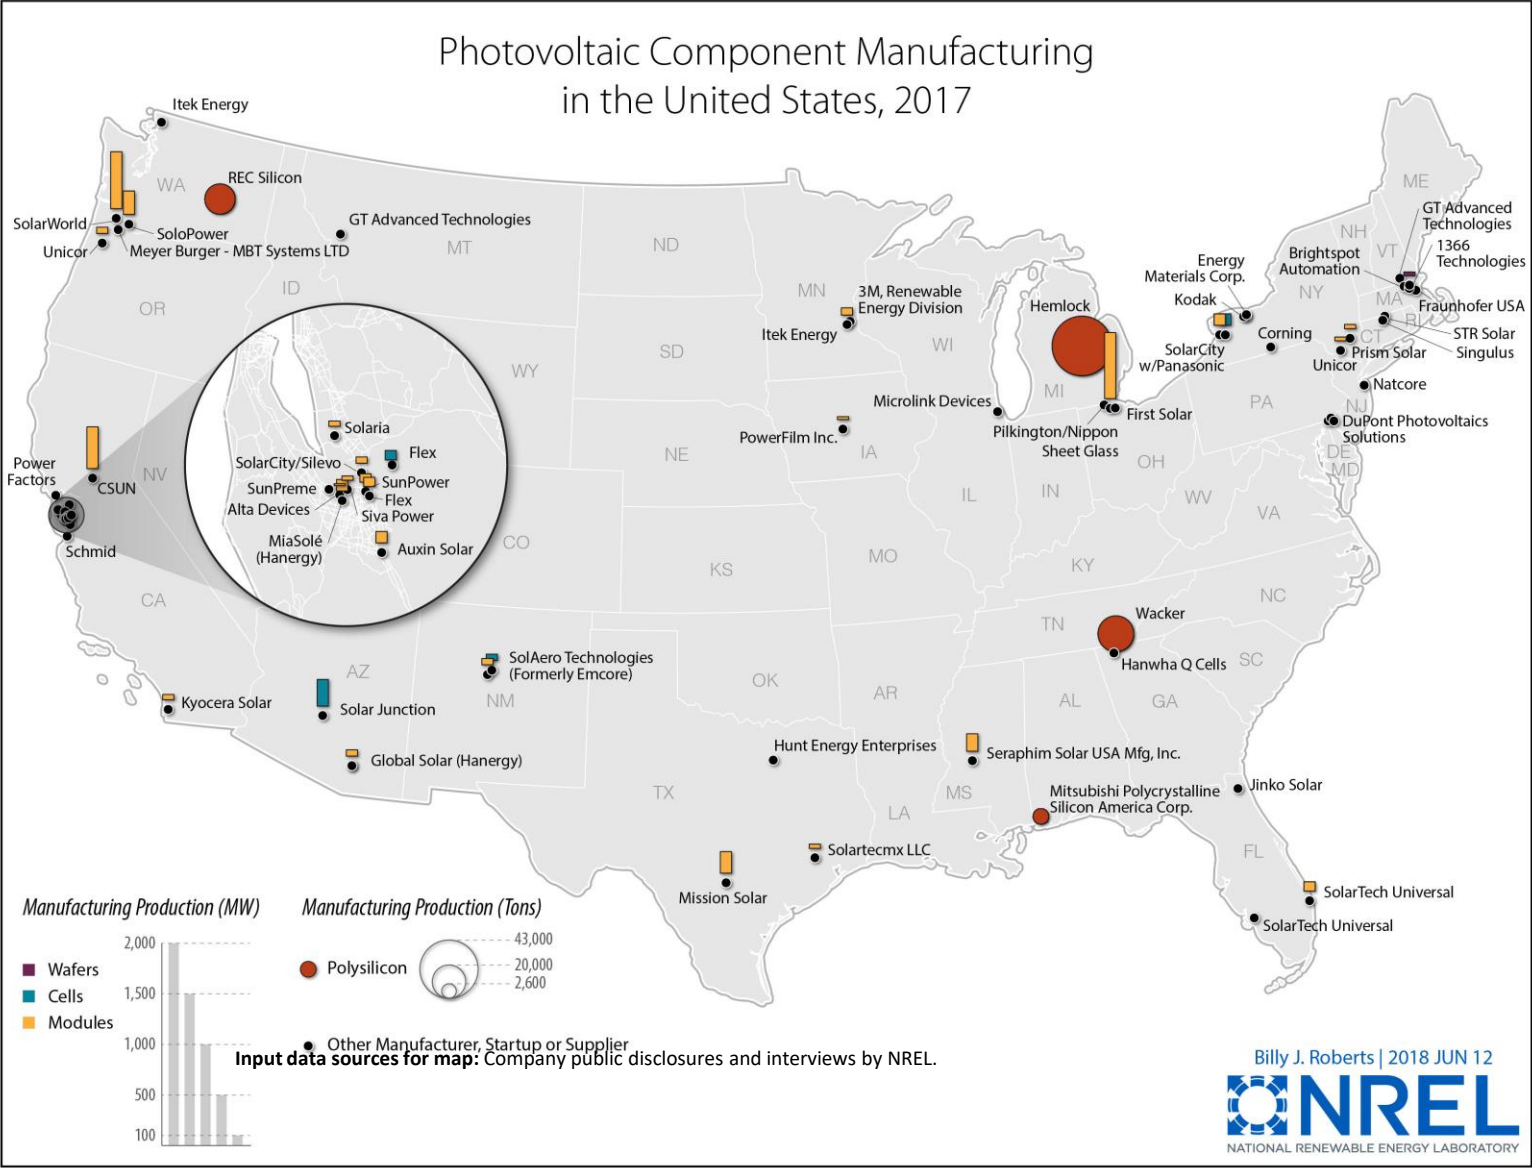 Photovoltaic Component Manufacturing
in the United States, 2017
Itek Energy
WA
REC Silicon
SolarWorld
SoloPower
Unicor
Meyer Burger - MBT Systems LTD
GT Advanced Technologies
MT
ND
OR
ID
MN
3M, Renewable
Energy Division
Itek Energy
WI
SD
WY
Hemlock
MI
Microlink Devices
PowerFilm Inc.
IA
NE
Pilkington/Nippon
Sheet Glass
First Solar
ME
GT Advanced
Technologies
NH
VT
1366
Technologies
Brightspot
Automation
Energy
Materials Corp.
Kodak
NY
MA
Fraunhofer USA
RI
CT
STR Solar
Singulus
Corning
SolarCity
w/Panasonic
Prism Solar
Unicor
Natcore
PA
NJ
DuPont Photovoltaics
Solutions
DE
MD
OH
IN
IL
WV
VA
Power
Factors
CSUN
NV
Schmid
CA
Solaria
Flex
SolarCity/Silevo
SunPower
SunPreme
Flex
Alta Devices
Siva Power
MiaSolé
(Hanergy)
Auxin Solar
CO
KS
MO
KY
NC
TN
Wacker
Hanwha Q Cells
SC
AZ
SolAero Technologies
(Formerly Emcore)
NM
OK
AR
AL
GA
Kyocera Solar
Solar Junction
Global Solar (Hanergy)
Hunt Energy Enterprises
Seraphim Solar USA Mfg, Inc.
TX
MS
LA
Mitsubishi Polycrystalline
Silicon America Corp.
Jinko Solar
FL
Solartecmx LLC
Mission Solar
SolarTech Universal
SolarTech Universal
Manufacturing Production (MW)
2,000
1,500
1,000
500
100
Wafers
Cells
Modules
Manufacturing Production (Tons)
Polysilicon
43,000
20,000
2,600
Other Manufacturer, Startup or Supplier
Input data sources for map: Company public disclosures and interviews by NREL.
Billy J. Roberts | 2018 JUN 12
NREL
NATIONAL RENEWABLE ENERGY LABORATORY